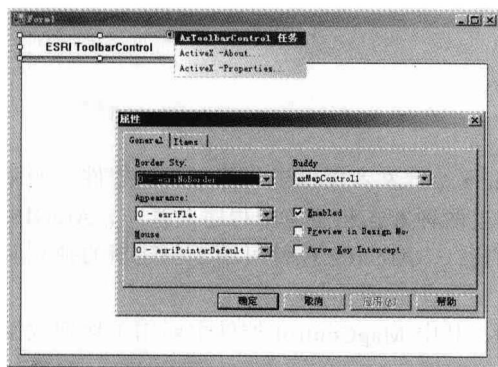 Form1
ESRI ToolbarControl
AxToolbarControl 任务
ActiveX -About...
ActiveX -Properties...
属性
General
Items
Border Sty:
Buddy
0 - esriNoBorder
axMapControl1
Appearance:
0 - esriFlat
Enabled
Preview in Design Mo
Mouse
0 - esriPointerDefault
Arrow Key Intercept
确定
取消
应用(A)
帮助